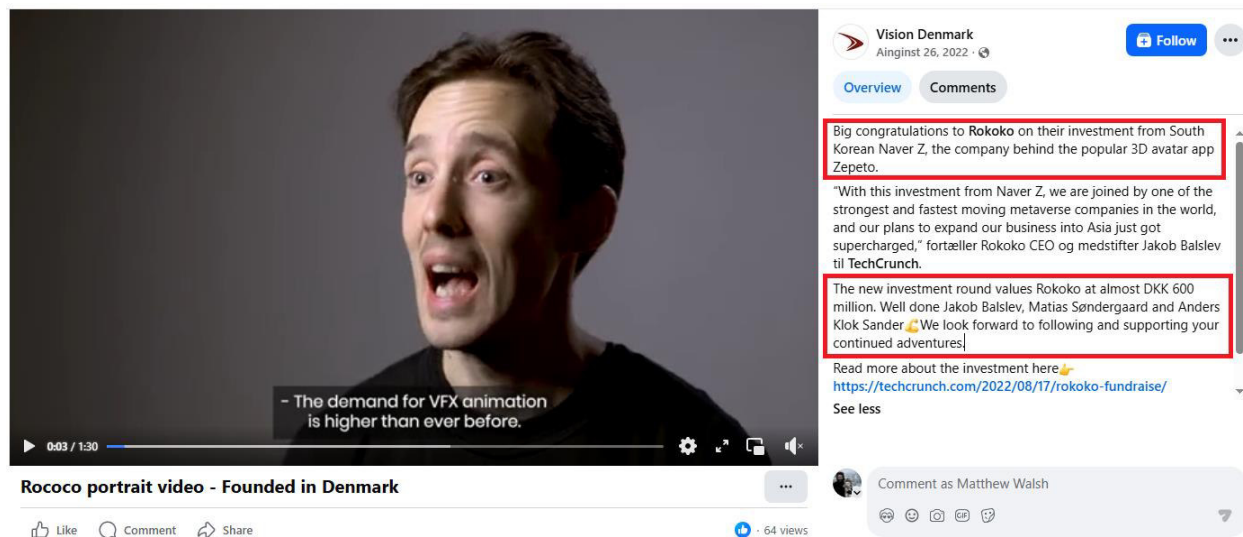 - The demand for VFX animation
is higher than ever before.
0:03 / 1:30
Rococo portrait video - Founded in Denmark
Like
Comment
Share
64 views
Vision Denmark
Ainginst 26, 2022
Follow
Overview
Comments
Big congratulations to Rokoko on their investment from South
Korean Naver Z, the company behind the popular 3D avatar app
Zepeto.
"With this investment from Naver Z, we are joined by one of the
strongest and fastest moving metaverse companies in the world,
and our plans to expand our business into Asia just got
supercharged," fortæller Rokoko CEO og medstifter Jakob Balslev
til TechCrunch.
The new investment round values Rokoko at almost DKK 600
million. Well done Jakob Balslev, Matias Søndergaard and Anders
Klok Sander💪We look forward to following and supporting your
continued adventures.
Read more about the investment here👉
https://techcrunch.com/2022/08/17/rokoko-fundraise/
See less
Comment as Matthew Walsh
GIF